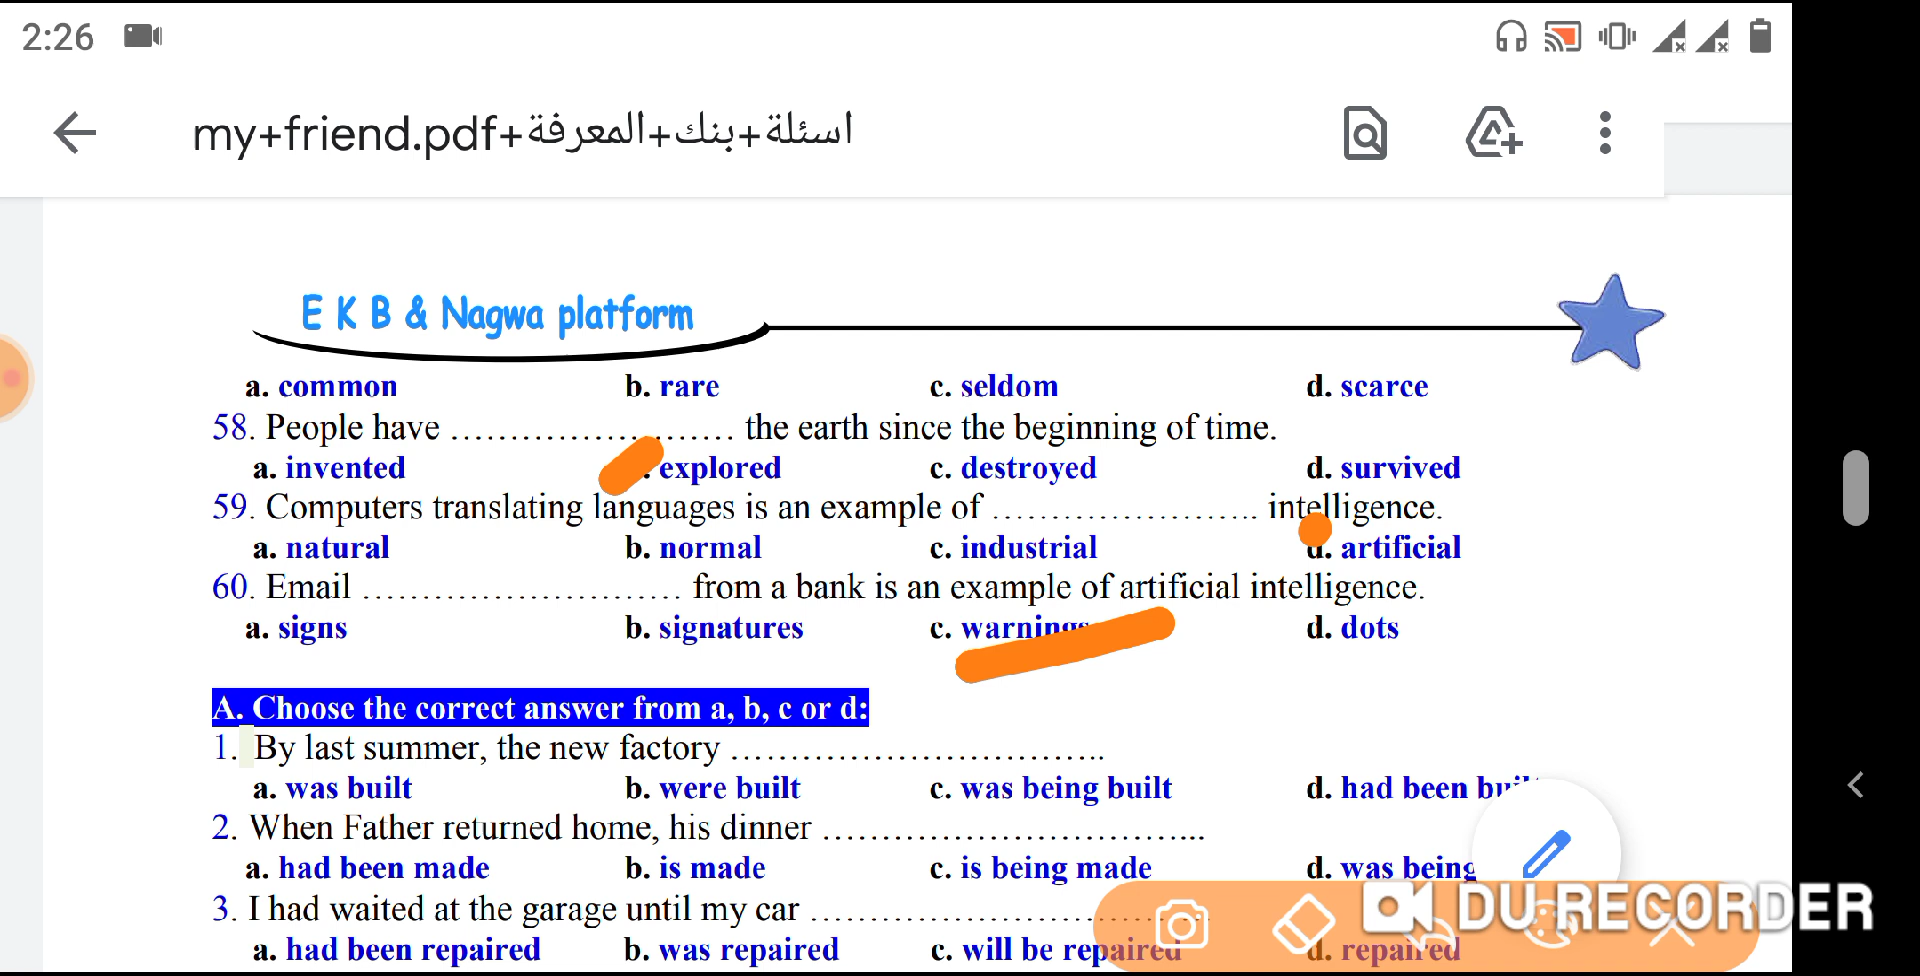 2:26
my+friend.pdf+اسئلة+بنك+المعرفة
E K B & Nagwa platform
a. common b. rare c. seldom d. scarce
58. People have ........................ the earth since the beginning of time.
a. invented explored c. destroyed d. survived
59. Computers translating languages is an example of ...................... intelligence.
a. natural b. normal c. industrial d. artificial
60. Email ........................... from a bank is an example of artificial intelligence.
a. signs b. signatures c. warnings d. dots
A. Choose the correct answer from a, b, c or d:
1. By last summer, the new factory ................................
a. was built b. were built c. was being built d. had been built
2. When Father returned home, his dinner ................................
a. had been made b. is made c. is being made d. was being
3. I had waited at the garage until my car ................................
a. had been repaired b. was repaired c. will be repaired d. repaired
DU RECORDER